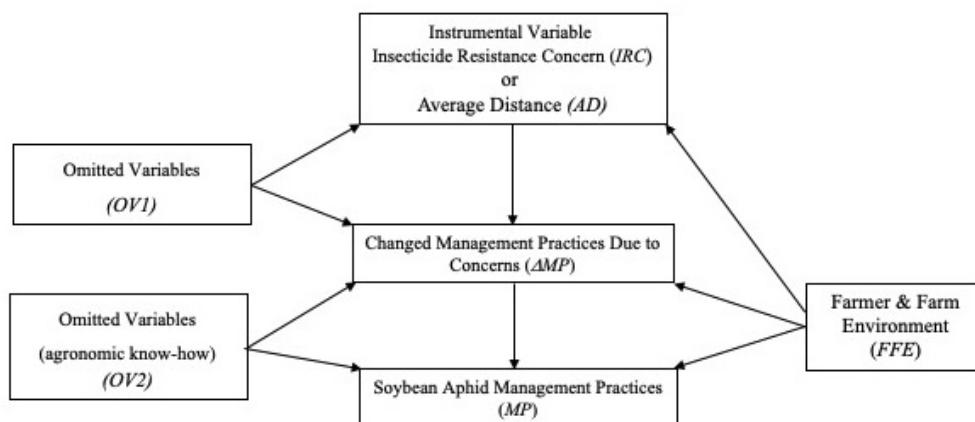 Instrumental Variable
Insecticide Resistance Concern (IRC)
or
Average Distance (AD)
Omitted Variables
(OV1)
Changed Management Practices Due to
Concerns (ΔMP)
Omitted Variables
(agronomic know-how)
(OV2)
Farmer & Farm
Environment
(FFE)
Soybean Aphid Management Practices
(MP)